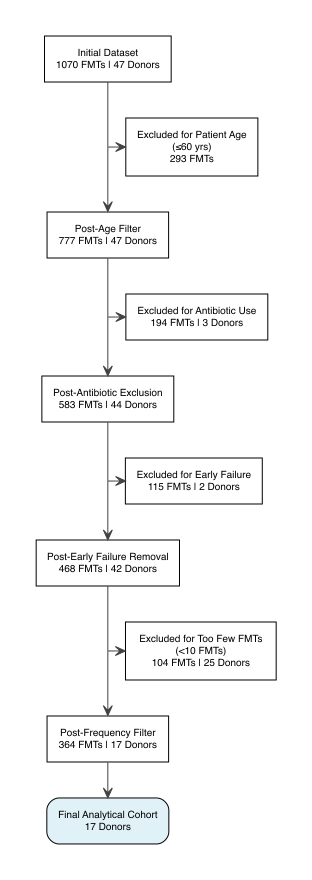 Initial Dataset
1070 FMTs | 47 Donors
Excluded for Patient Age
(≤60 yrs)
293 FMTs
Post-Age Filter
777 FMTs | 47 Donors
Excluded for Antibiotic Use
194 FMTs | 3 Donors
Post-Antibiotic Exclusion
583 FMTs | 44 Donors
Excluded for Early Failure
115 FMTs | 2 Donors
Post-Early Failure Removal
468 FMTs | 42 Donors
Excluded for Too Few FMTs
(<10 FMTs)
104 FMTs | 25 Donors
Post-Frequency Filter
364 FMTs | 17 Donors
Final Analytical Cohort
17 Donors